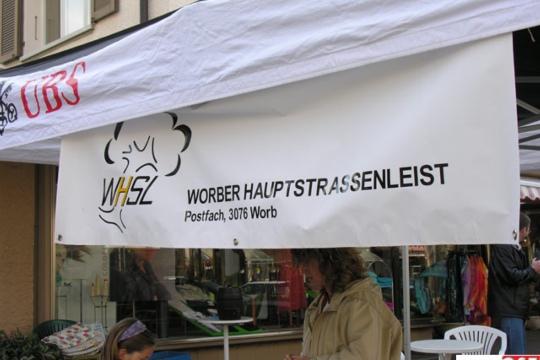 UBS
WHSL
WORBER HAUPTSTRASSENLEIST
Postfach, 3076 Worb